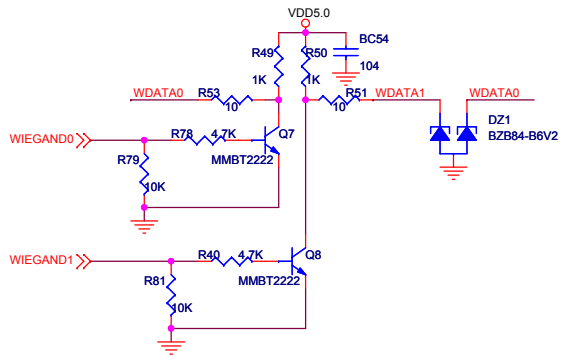 VDD5.0
BC54
R49 R50
1K 1K 104
WDATA0 R53 R51 WDATA1 WDATA0
10 10
DZ1
BZB84-B6V2
WIEGAND0 R78 4.7K Q7
R79 MMBT2222
10K
WIEGAND1 R40 4.7K Q8
R81 MMBT2222
10K